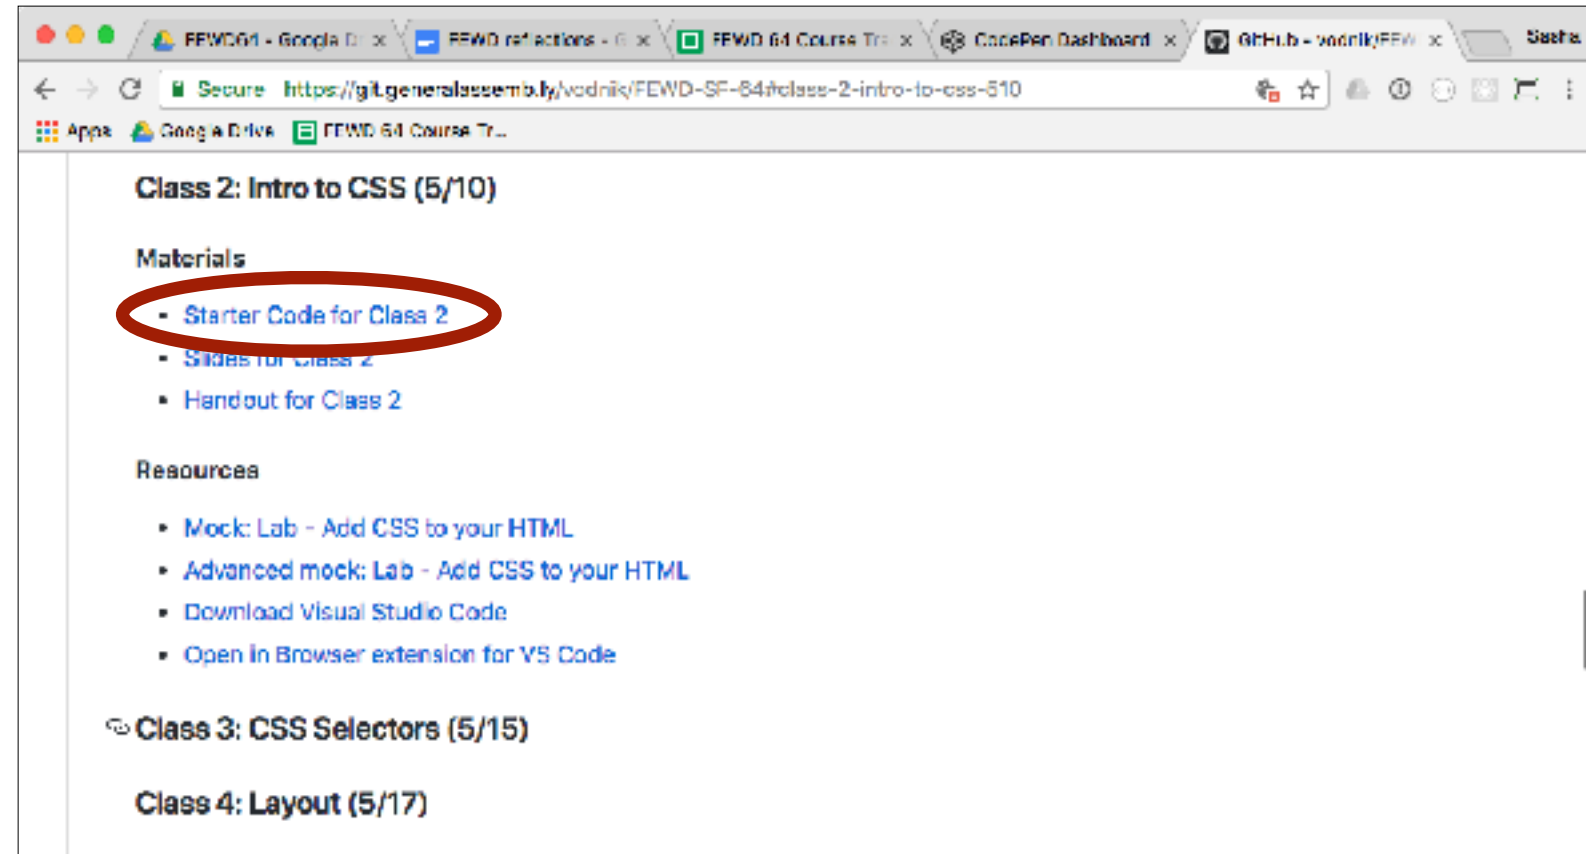 FEWD64 - Google Dr
FEWD reflections - G
FEWD 64 Course Tra
CodePen Dashboard
GitHub - vodnik/FEW
Sasha
Secure https://git.generalassemb.ly/vodnik/FEWD-SF-64#class-2-intro-to-css-510
Apps Google Drive FEWD 64 Course Tr...
Class 2: Intro to CSS (5/10)
Materials
Starter Code for Class 2
Slides for Class 2
Handout for Class 2
Resources
Mock: Lab - Add CSS to your HTML
Advanced mock: Lab - Add CSS to your HTML
Download Visual Studio Code
Open in Browser extension for VS Code
Class 3: CSS Selectors (5/15)
Class 4: Layout (5/17)